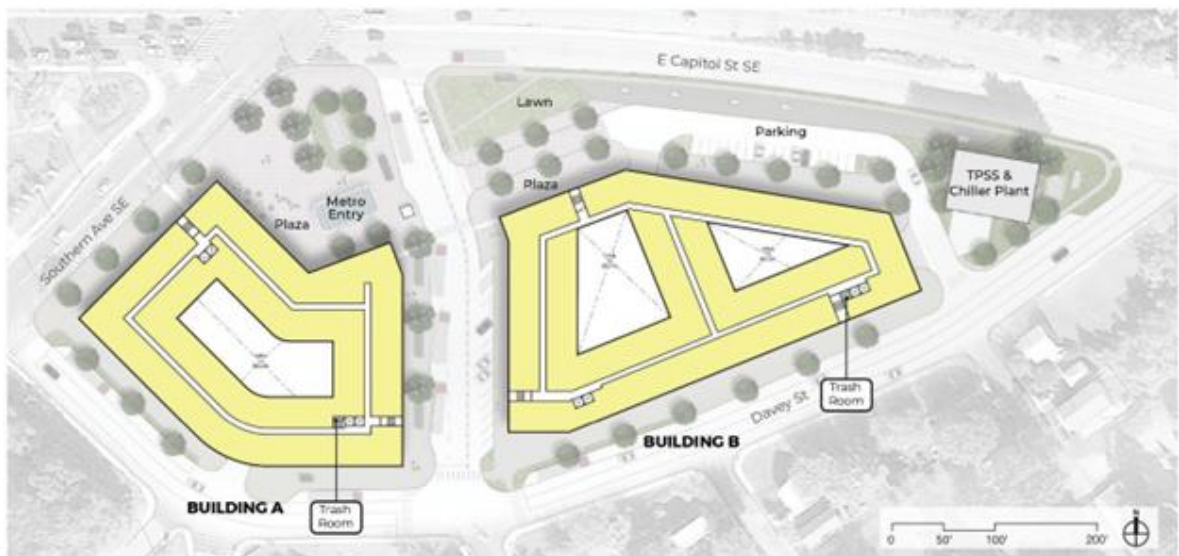 E Capitol St SE
Lawn
Parking
TPSS &
Chiller Plant
Southern Ave SE
Metro
Entry
Plaza
Plaza
Trash
Room
Davey St
BUILDING B
BUILDING A
Trash
Room
0
50'
100'
200'
N